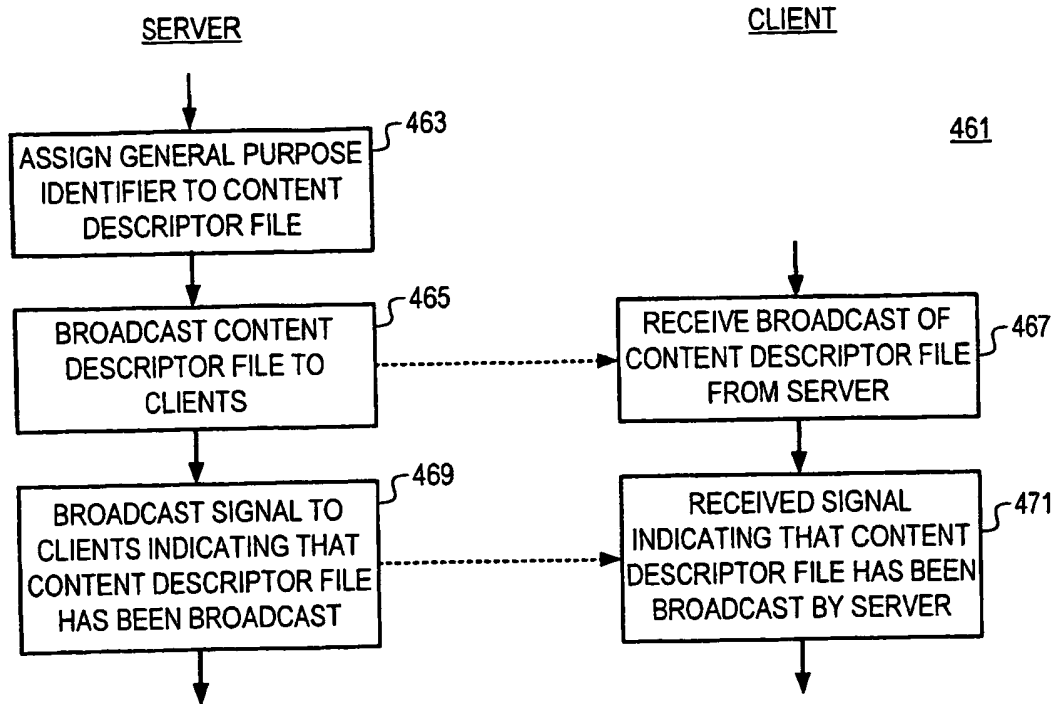 SERVER
CLIENT
461
463
ASSIGN GENERAL PURPOSE
IDENTIFIER TO CONTENT
DESCRIPTOR FILE
465
BROADCAST CONTENT
DESCRIPTOR FILE TO
CLIENTS
467
RECEIVE BROADCAST OF
CONTENT DESCRIPTOR FILE
FROM SERVER
469
BROADCAST SIGNAL TO
CLIENTS INDICATING THAT
CONTENT DESCRIPTOR FILE
HAS BEEN BROADCAST
471
RECEIVED SIGNAL
INDICATING THAT CONTENT
DESCRIPTOR FILE HAS BEEN
BROADCAST BY SERVER